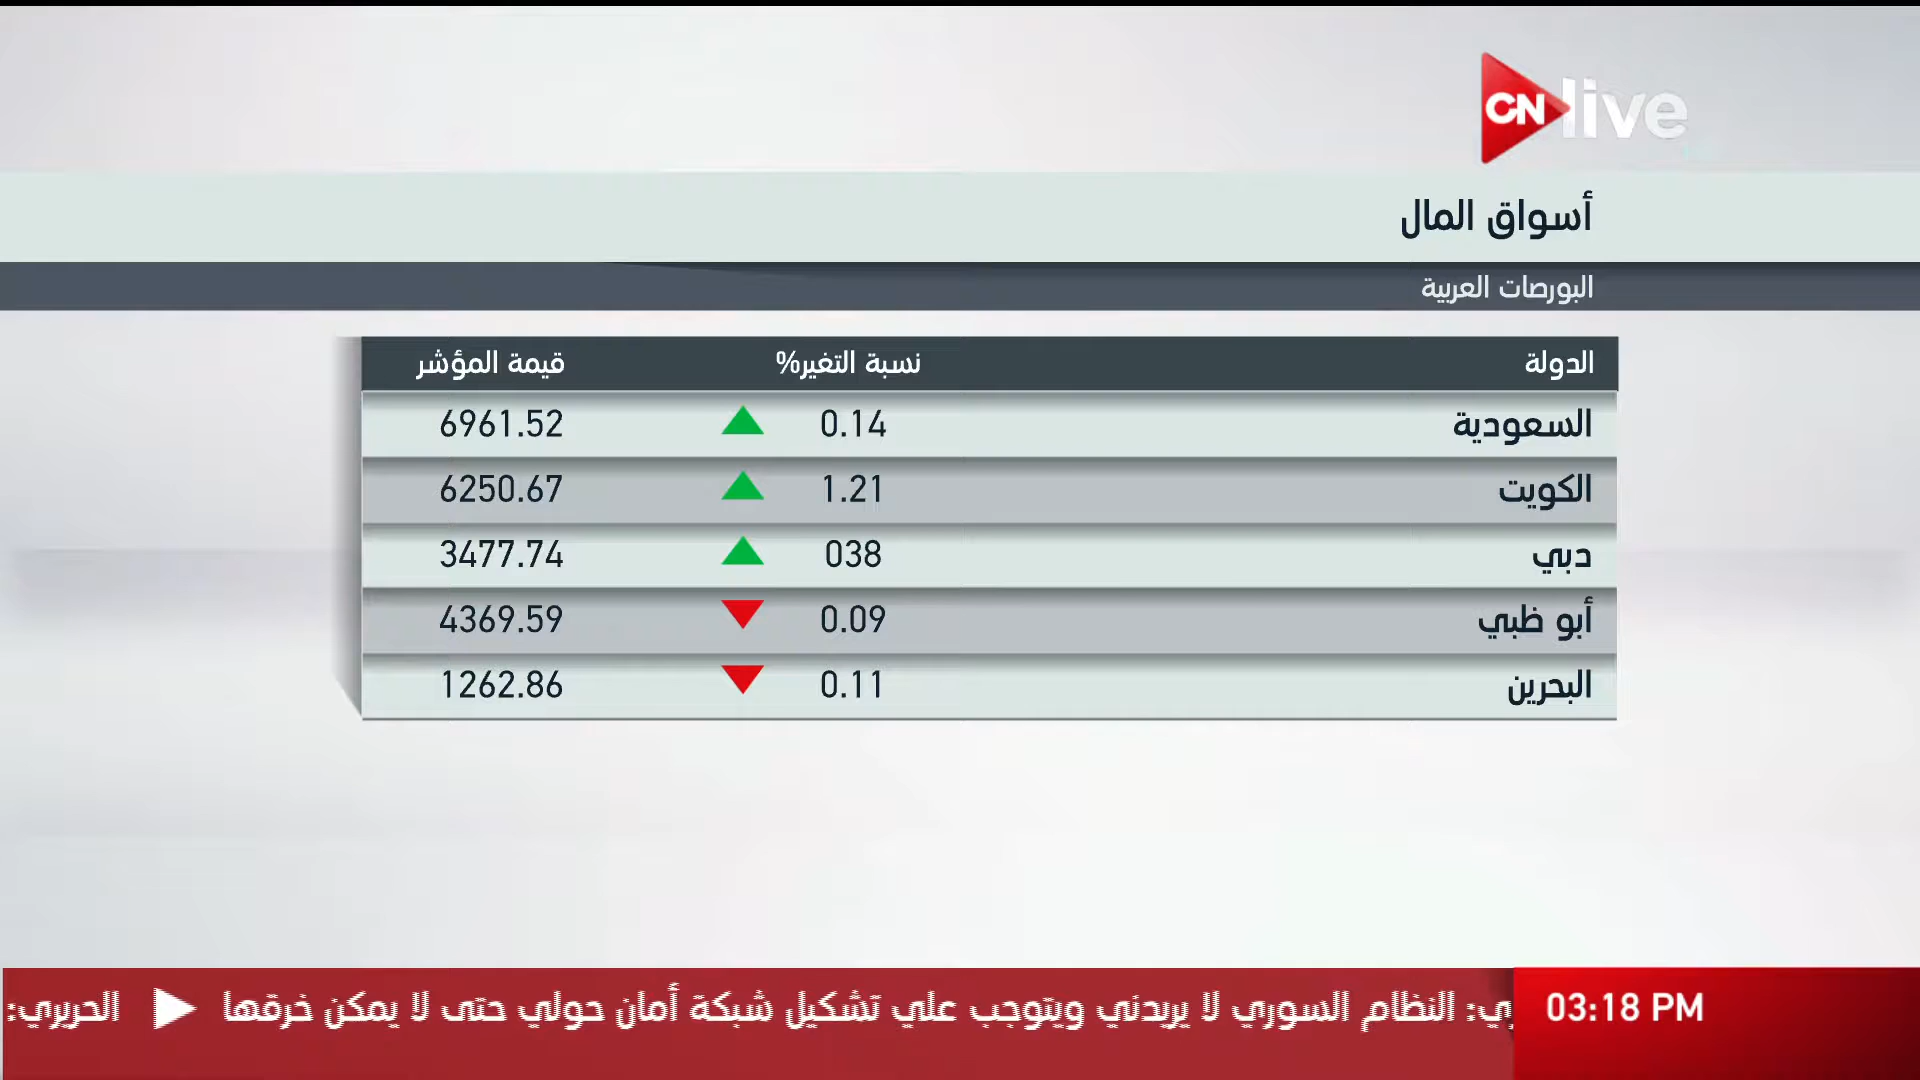 ON live
أسواق المال
البورصات العربية
الدولة نسبة التغير% قيمة المؤشر
السعودية 0.14 6961.52
الكويت 1.21 6250.67
دبي 038 3477.74
أبو ظبي 0.09 4369.59
البحرين 0.11 1262.86
03:18 PM
ي: النظام السوري لا يريدني ويتوجب علي تشكيل شبكة أمان حولي حتى لا يمكن خرقها الحريري: